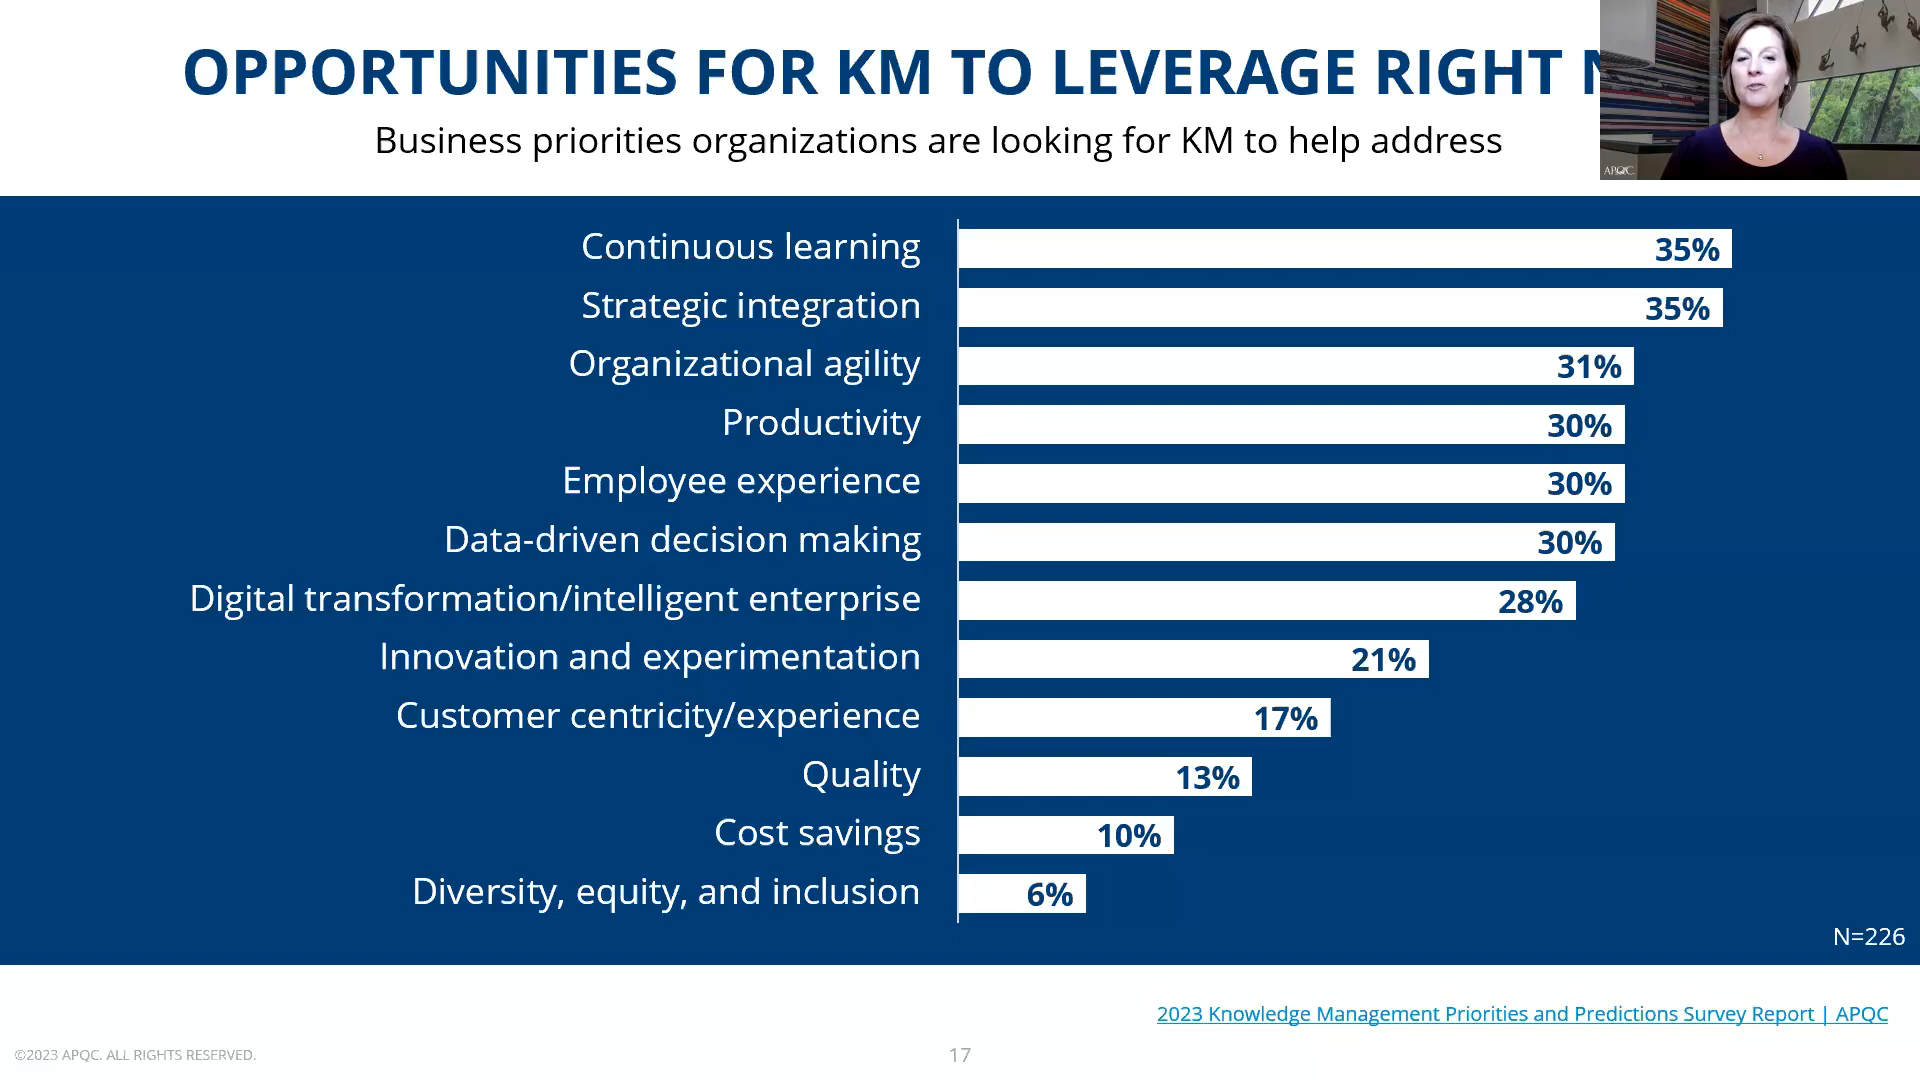 OPPORTUNITIES FOR KM TO LEVERAGE RIGHT
Business priorities organizations are looking for KM to help address
APQC
Continuous learning 35%
Strategic integration 35%
Organizational agility 31%
Productivity 30%
Employee experience 30%
Data-driven decision making 30%
Digital transformation/intelligent enterprise 28%
Innovation and experimentation 21%
Customer centricity/experience 17%
Quality 13%
Cost savings 10%
Diversity, equity, and inclusion 6%
N=226
2023 Knowledge Management Priorities and Predictions Survey Report | APQC
©2023 APQC. ALL RIGHTS RESERVED.
17